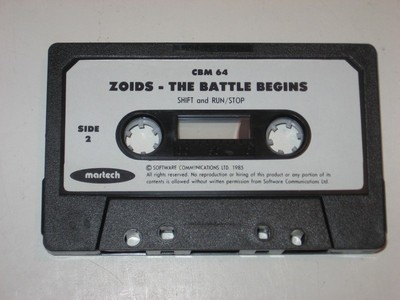 CBM 64
ZOIDS - THE BATTLE BEGINS
SHIFT and RUN/STOP
SIDE
2
© SOFTWARE COMMUNICATIONS LTD. 1985
All rights reserved. No reproduction or hiring of this product or any portion of its
contents is allowed without written permission from Software Communications Ltd.
martech